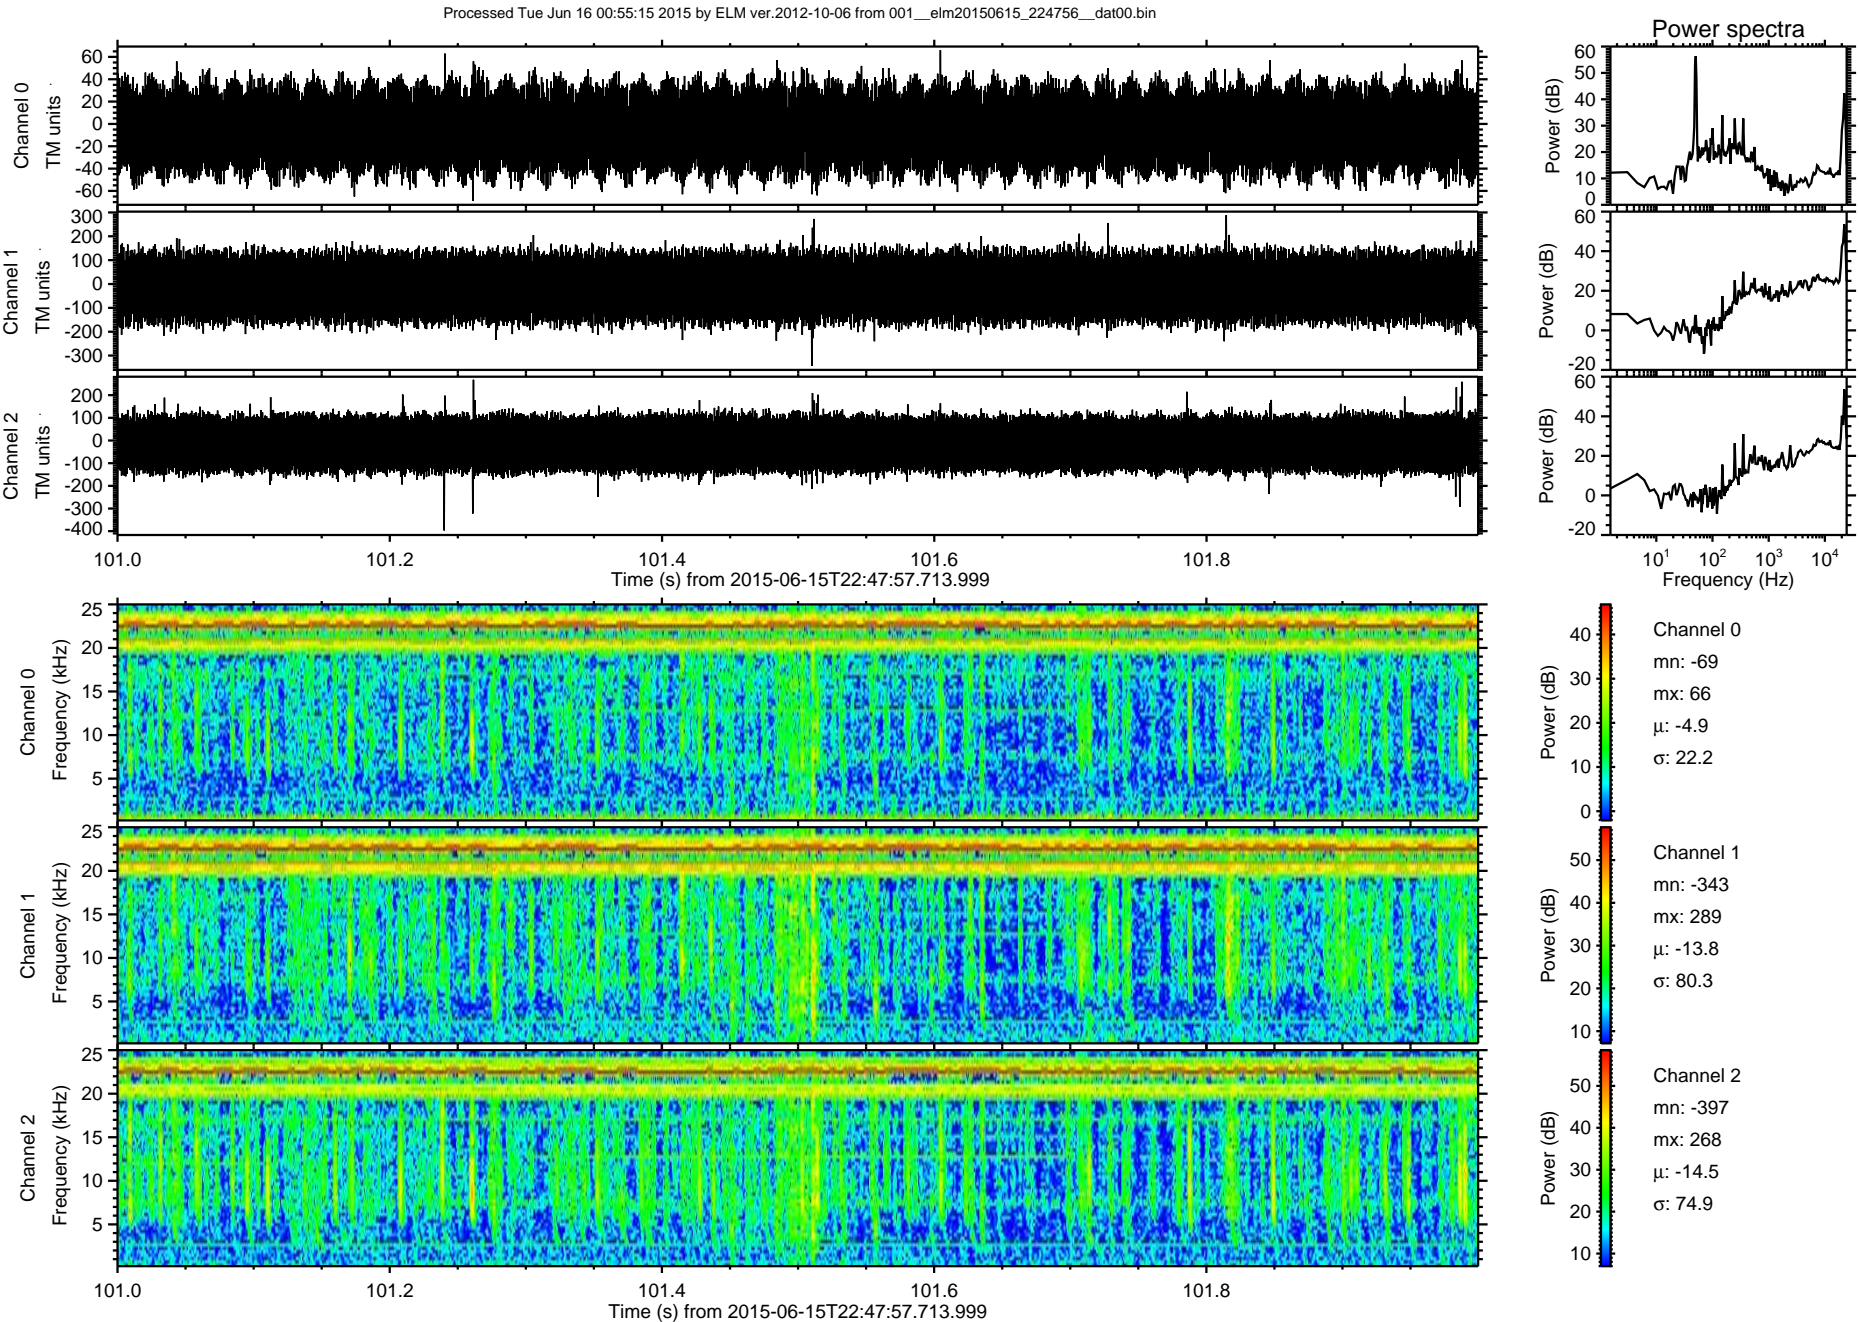 Processed Tue Jun 16 00:55:15 2015 by ELM ver.2012-10-06 from 001__elm20150615_224756__dat00.bin
Power spectra
Channel 0
TM units
60
40
20
0
-20
-40
-60
Power (dB)
60
50
40
30
20
10
0
Channel 1
TM units
300
200
100
0
-100
-200
-300
Power (dB)
60
40
20
0
-20
Channel 2
TM units
200
100
0
-100
-200
-300
-400
Power (dB)
60
40
20
0
-20
101.0 101.2 101.4 101.6 101.8
Time (s) from 2015-06-15T22:47:57.713.999
10^1 10^2 10^3 10^4
Frequency (Hz)
Channel 0
Frequency (kHz)
25
20
15
10
5
Power (dB)
40
30
20
10
0
Channel 0
mn: -69
mx: 66
μ: -4.9
σ: 22.2
Channel 1
Frequency (kHz)
25
20
15
10
5
Power (dB)
50
40
30
20
10
Channel 1
mn: -343
mx: 289
μ: -13.8
σ: 80.3
Channel 2
Frequency (kHz)
25
20
15
10
5
Power (dB)
50
40
30
20
10
Channel 2
mn: -397
mx: 268
μ: -14.5
σ: 74.9
101.0 101.2 101.4 101.6 101.8
Time (s) from 2015-06-15T22:47:57.713.999